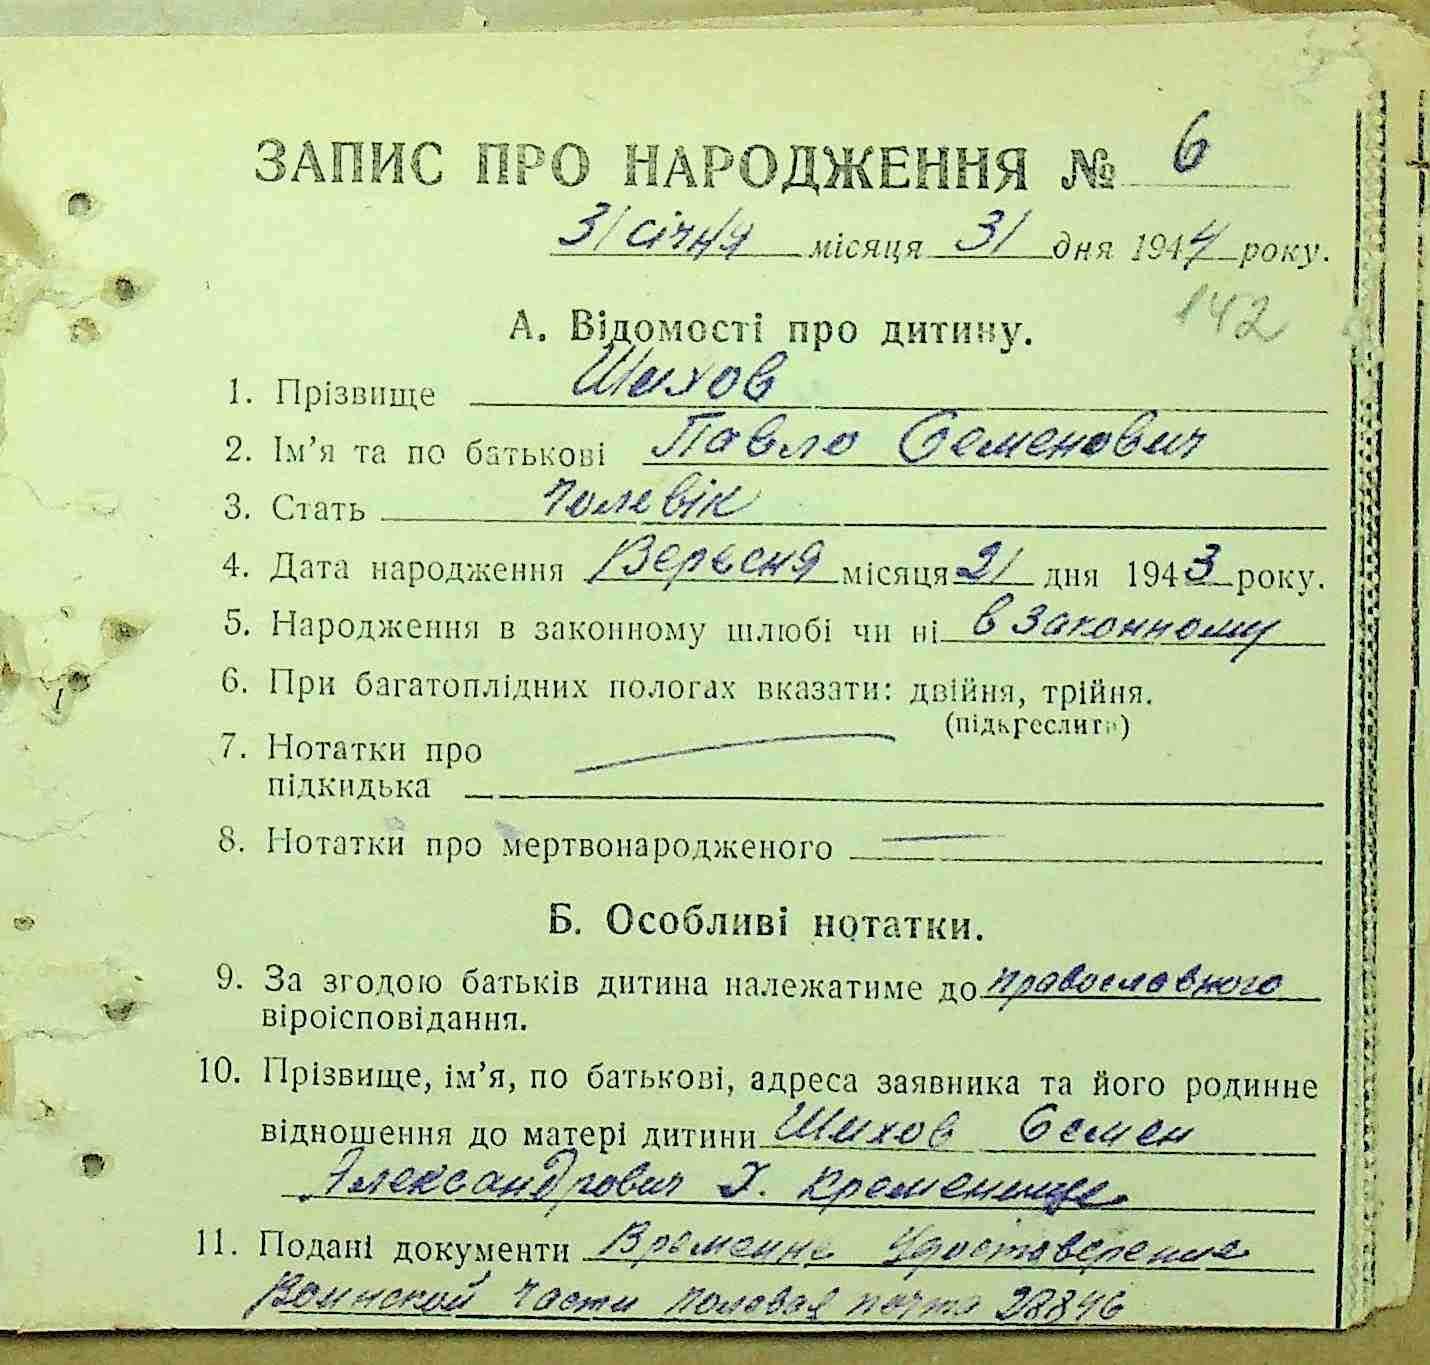 ЗАПИС ПРО НАРОДЖЕННЯ № 6
31 січня місяця 31 дня 1944 року.
142
А. Відомості про дитину.
1. Прізвище Шихов
2. Ім’я та по батькові Павло Семенович
3. Стать чоловік
4. Дата народження Вересня місяця 21 дня 1943 року.
5. Народження в законному шлюбі чи ні в законному
6. При багатоплідних пологах вказати: двійня, трійня.
(підкреслити)
7. Нотатки про
підкидька
8. Нотатки про мертвонародженого
Б. Особливі нотатки.
9. За згодою батьків дитина належатиме до православного
віроісповідання.
10. Прізвище, ім’я, по батькові, адреса заявника та його родинне
відношення до матері дитини Шихов Семен
Александрович Х. Кременище
11. Подані документи Временне Удостоверение
Воинской части половая почта 28846